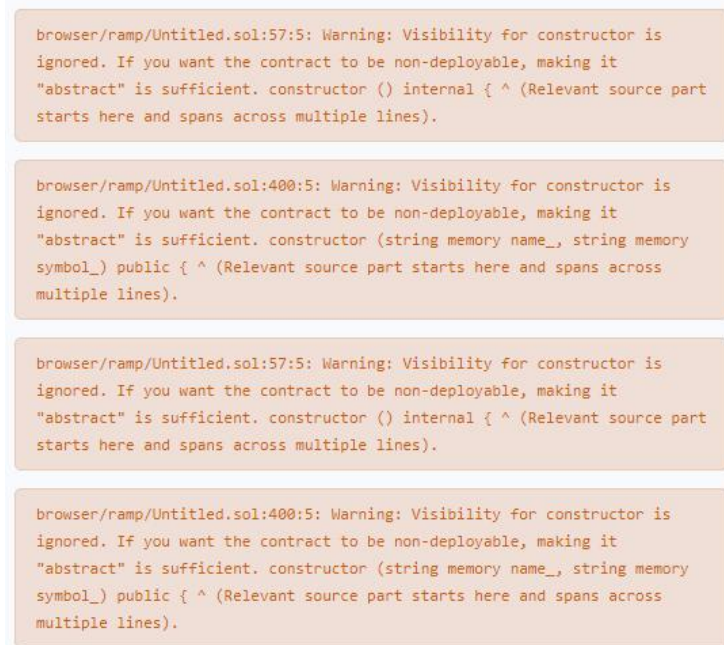 browser/ramp/Untitled.sol:57:5: Warning: Visibility for constructor is
ignored. If you want the contract to be non-deployable, making it
"abstract" is sufficient. constructor () internal { ^ (Relevant source part
starts here and spans across multiple lines).
browser/ramp/Untitled.sol:400:5: Warning: Visibility for constructor is
ignored. If you want the contract to be non-deployable, making it
"abstract" is sufficient. constructor (string memory name_, string memory
symbol_) public { ^ (Relevant source part starts here and spans across
multiple lines).
browser/ramp/Untitled.sol:57:5: Warning: Visibility for constructor is
ignored. If you want the contract to be non-deployable, making it
"abstract" is sufficient. constructor () internal { ^ (Relevant source part
starts here and spans across multiple lines).
browser/ramp/Untitled.sol:400:5: Warning: Visibility for constructor is
ignored. If you want the contract to be non-deployable, making it
"abstract" is sufficient. constructor (string memory name_, string memory
symbol_) public { ^ (Relevant source part starts here and spans across
multiple lines).